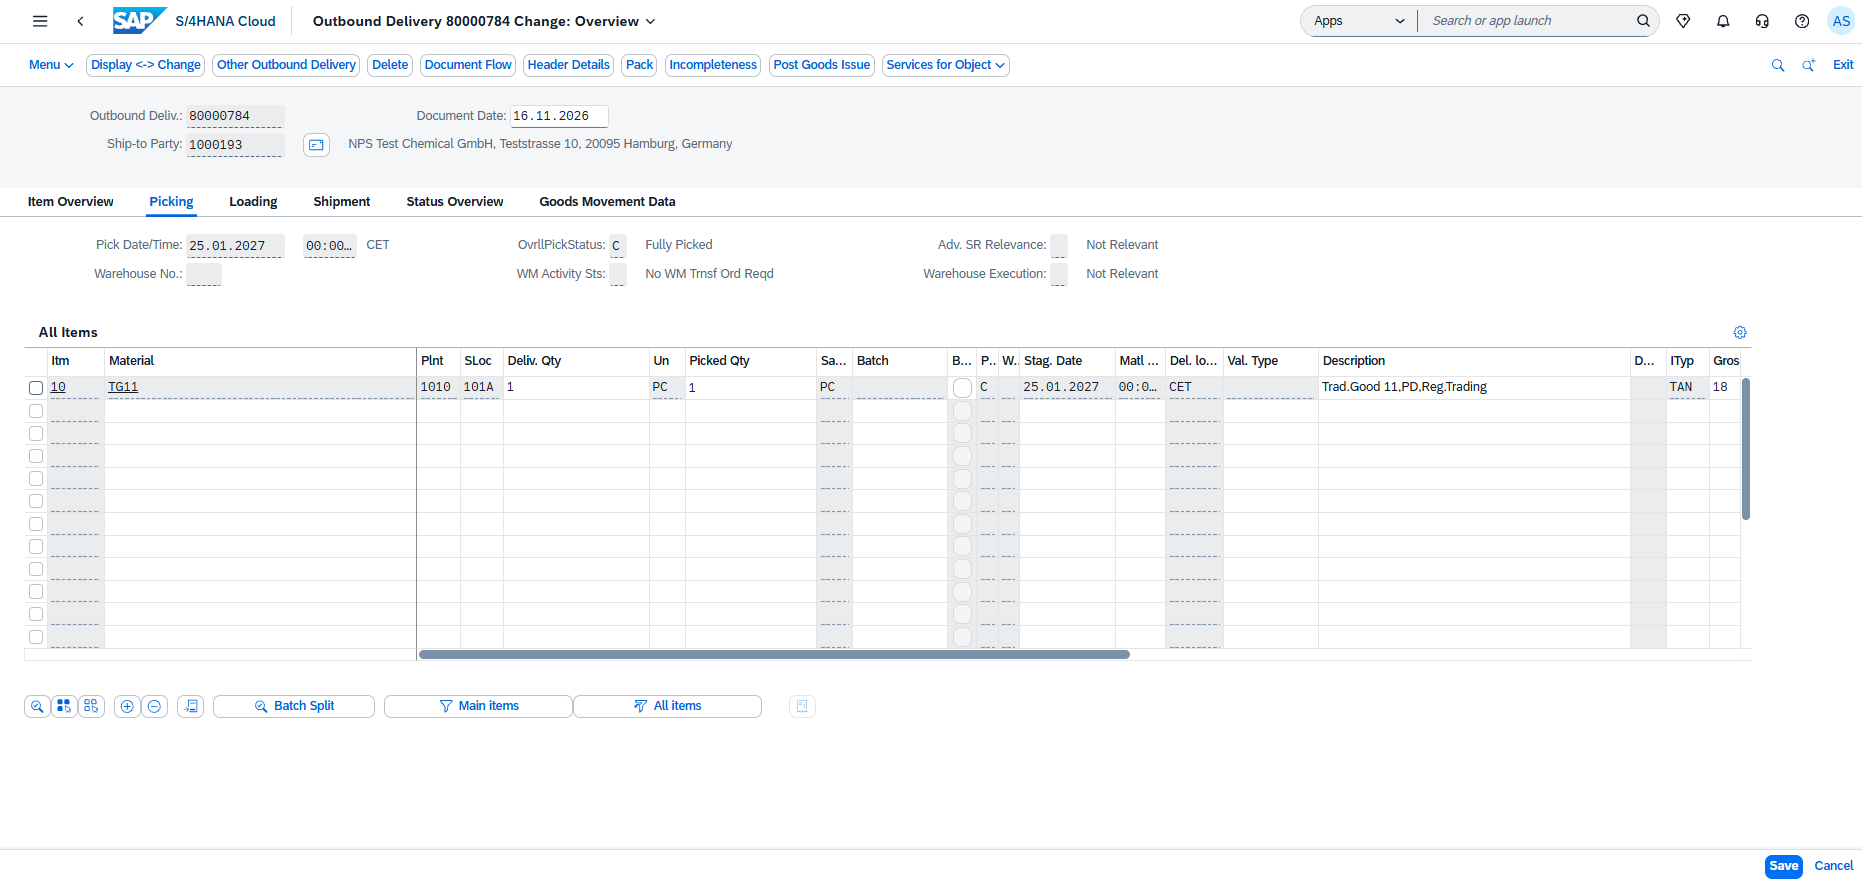 SAP S/4HANA Cloud Outbound Delivery 80000784 Change: Overview Apps Search or app launch AS
Menu Display <-> Change Other Outbound Delivery Delete Document Flow Header Details Pack Incompleteness Post Goods Issue Services for Object Exit
Outbound Deliv.: 80000784 Document Date: 16.11.2026
Ship-to Party: 1000193 NPS Test Chemical GmbH, Teststrasse 10, 20095 Hamburg, Germany
Item Overview Picking Loading Shipment Status Overview Goods Movement Data
Pick Date/Time: 25.01.2027 00:00... CET OvrllPickStatus: C Fully Picked Adv. SR Relevance: Not Relevant
Warehouse No.: WM Activity Sts: No WM Trnsf Ord Reqd Warehouse Execution: Not Relevant
All Items
Itm Material Plnt SLoc Deliv. Qty Un Picked Qty Sa... Batch B... P.. W.. Stag. Date Matl ... Del. lo... Val. Type Description D... ITyp Gros
10 TG11 1010 101A 1 PC 1 PC C 25.01.2027 00:0... CET Trad.Good 11,PD,Reg.Trading TAN 18
Batch Split Main items All items
Save Cancel